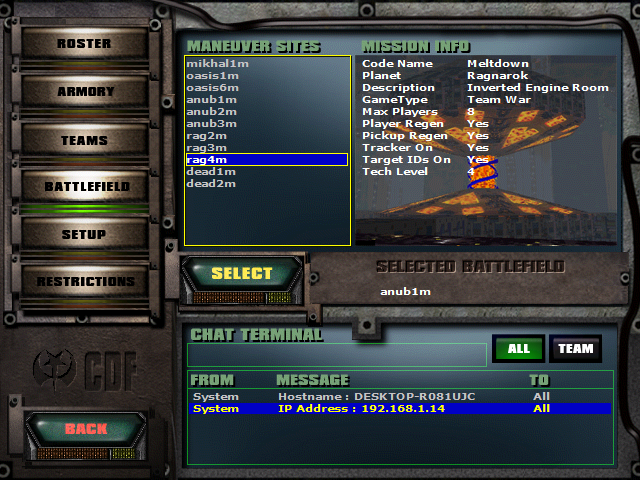 ROSTER
ARMORY
TEAMS
BATTLEFIELD
SETUP
RESTRICTIONS
CDF
BACK
MANEUVER SITES
mikhal1m
oasis1m
oasis6m
anub1m
anub2m
anub3m
rag2m
rag3m
rag4m
dead1m
dead2m
MISSION INFO
Code Name Meltdown
Planet Ragnarok
Description Inverted Engine Room
GameType Team War
Max Players 8
Player Regen Yes
Pickup Regen Yes
Tracker On Yes
Target IDs On Yes
Tech Level 4
SELECT
SELECTED BATTLEFIELD
anub1m
CHAT TERMINAL
ALL
TEAM
FROM MESSAGE TO
System Hostname : DESKTOP-R081UJC All
System IP Address : 192.168.1.14 All